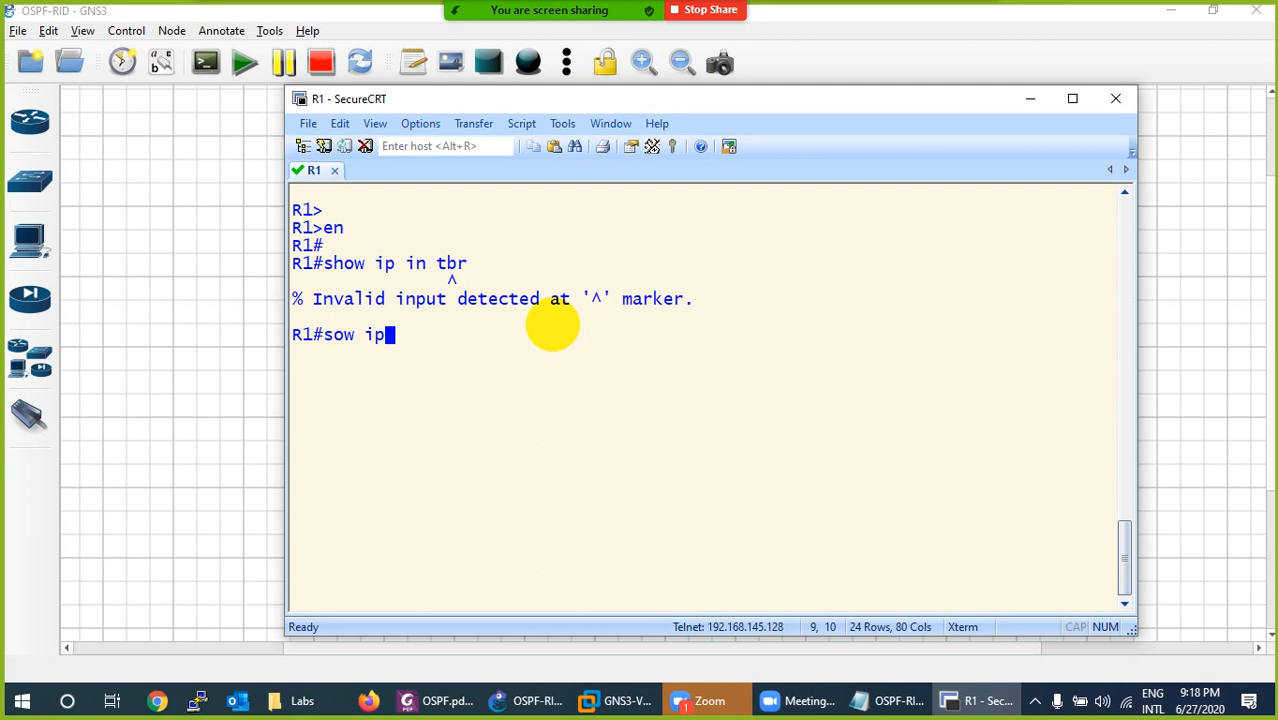 OSPF-RID - GNS3
You are screen sharing
Stop Share
File Edit View Control Node Annotate Tools Help
R1 - SecureCRT
File Edit View Options Transfer Script Tools Window Help
Enter host <Alt+R>
R1
R1>
R1>en
R1#
R1#show ip in tbr
^
% Invalid input detected at '^' marker.
R1#sow ip
Ready Telnet: 192.168.145.128 9, 10 24 Rows, 80 Cols Xterm CAP NUM
Labs OSPF.pd... OSPF-RI... GNS3-V... 1 Zoom Meeting... OSPF-RI... R1 - Sec... ENG 9:18 PM
INTL 6/27/2020